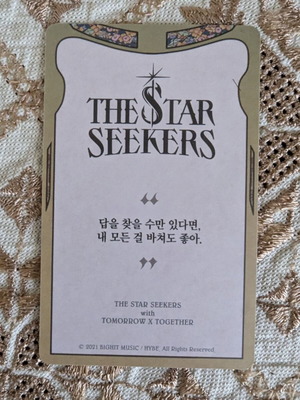 THE STAR
SEEKERS
“
답을 찾을 수만 있다면,
내 모든 걸 바쳐도 좋아.
”
THE STAR SEEKERS
with
TOMORROW X TOGETHER
© 2021 BIGHIT MUSIC / HYBE. All Rights Reserved.